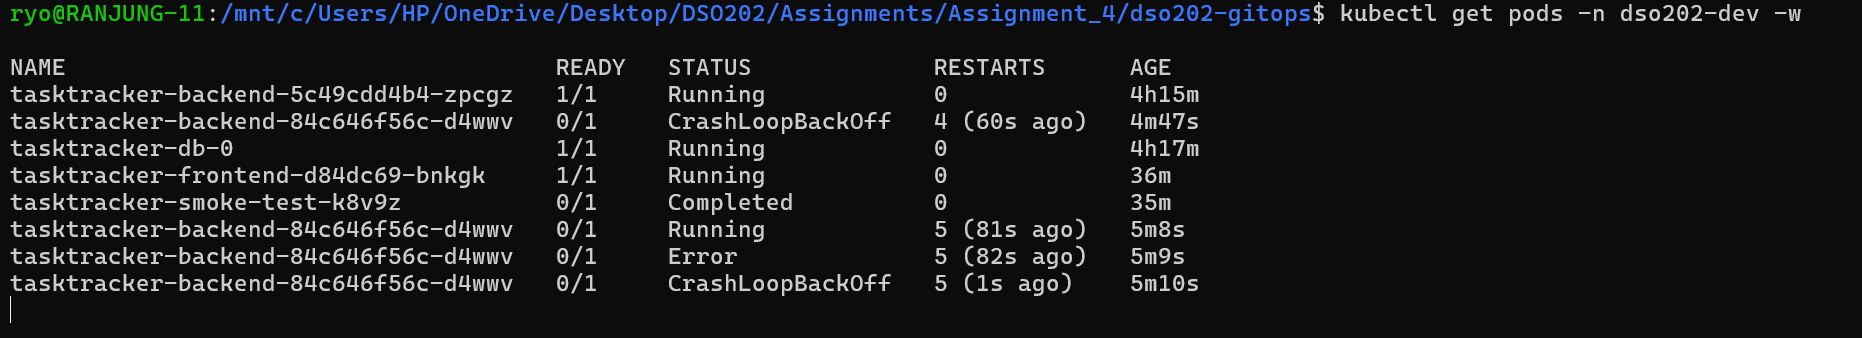 ryo@RANJUNG-11:/mnt/c/Users/HP/OneDrive/Desktop/DSO202/Assignments/Assignment_4/dso202-gitops$ kubectl get pods -n dso202-dev -w
NAME READY STATUS RESTARTS AGE
tasktracker-backend-5c49cdd4b4-zpcgz 1/1 Running 0 4h15m
tasktracker-backend-84c646f56c-d4wwv 0/1 CrashLoopBackOff 4 (60s ago) 4m47s
tasktracker-db-0 1/1 Running 0 4h17m
tasktracker-frontend-d84dc69-bnkgk 1/1 Running 0 36m
tasktracker-smoke-test-k8v9z 0/1 Completed 0 35m
tasktracker-backend-84c646f56c-d4wwv 0/1 Running 5 (81s ago) 5m8s
tasktracker-backend-84c646f56c-d4wwv 0/1 Error 5 (82s ago) 5m9s
tasktracker-backend-84c646f56c-d4wwv 0/1 CrashLoopBackOff 5 (1s ago) 5m10s